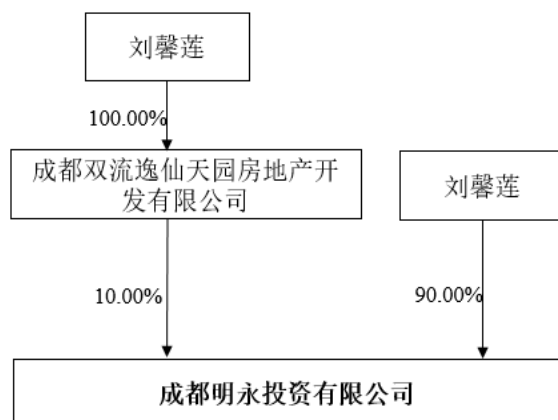 刘馨莲
100.00%
成都双流逸仙天园房地产开
发有限公司
刘馨莲
10.00%
90.00%
成都明永投资有限公司